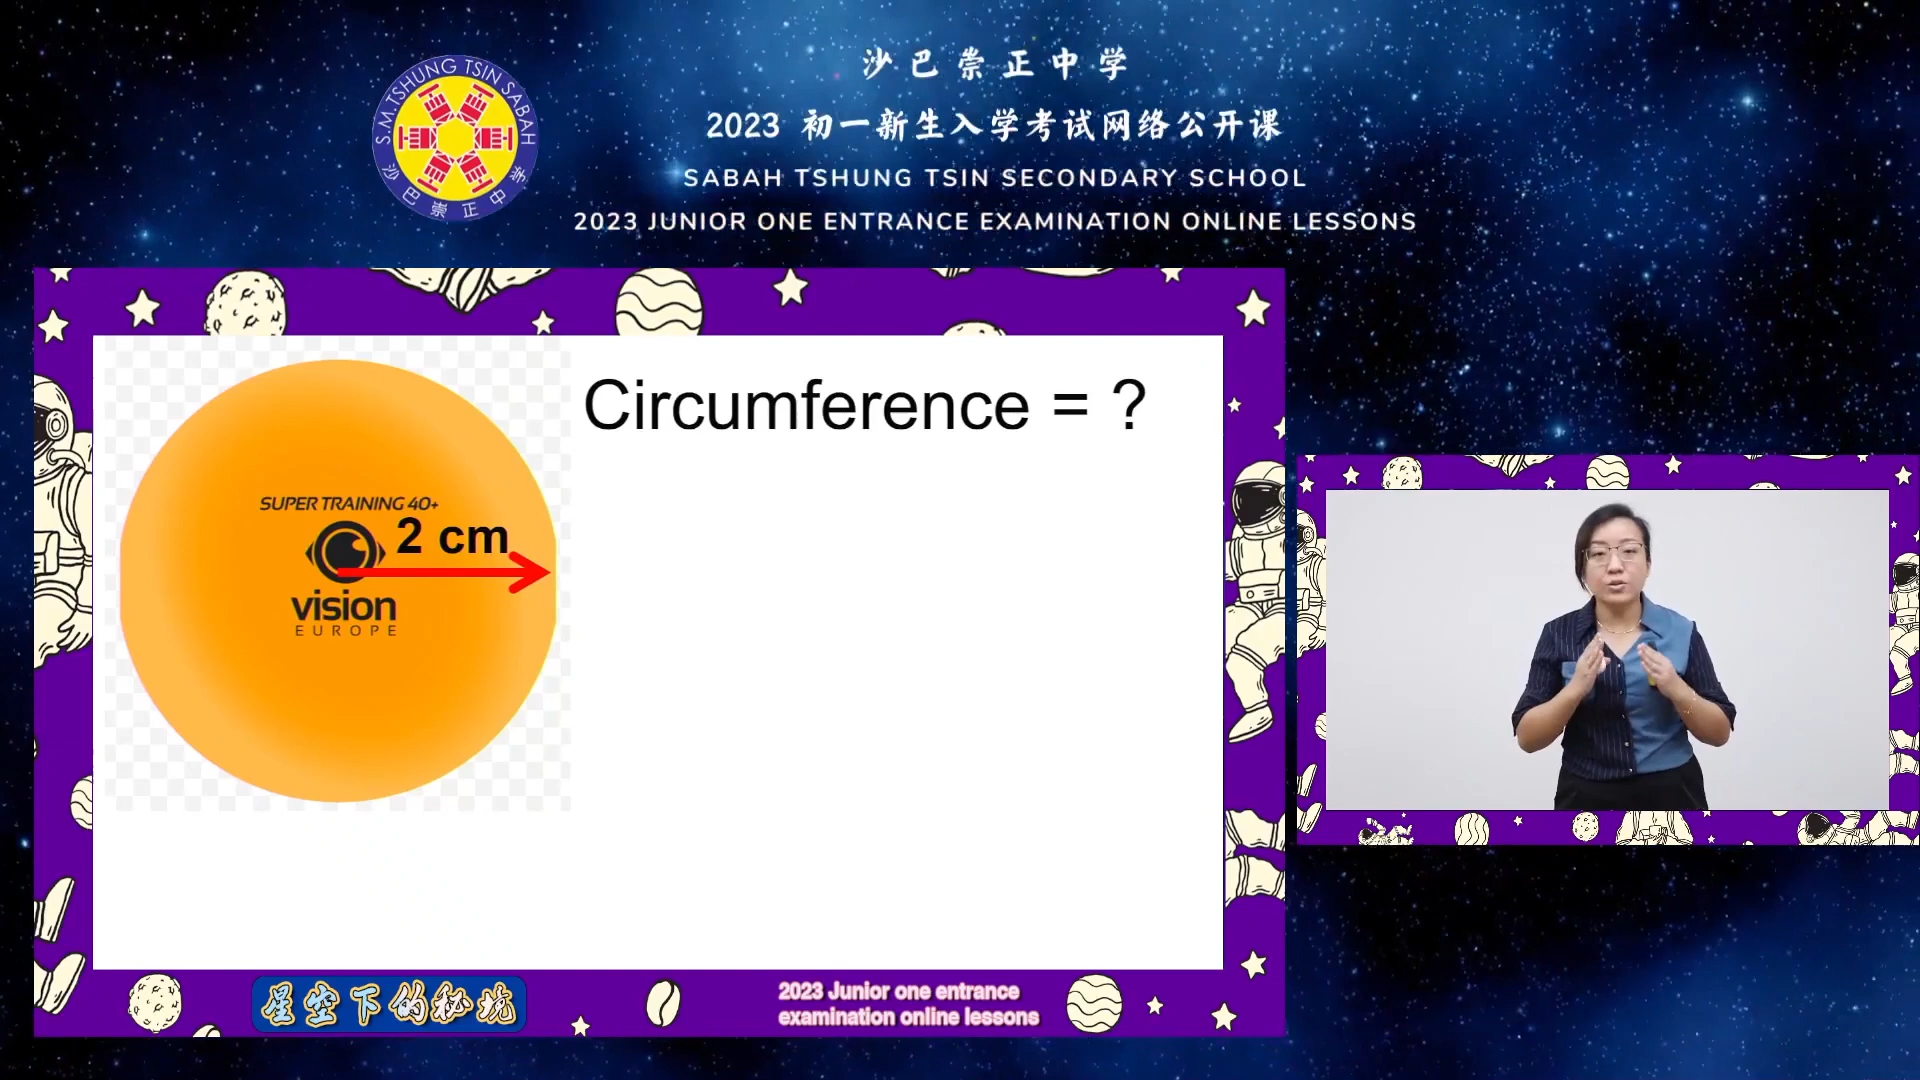 S.M. TSHUNG TSIN SABAH
沙巴崇正中学
沙巴崇正中学
2023 初一新生入学考试网络公开课
SABAH TSHUNG TSIN SECONDARY SCHOOL
2023 JUNIOR ONE ENTRANCE EXAMINATION ONLINE LESSONS
Circumference = ?
SUPER TRAINING 40+
2 cm
vision
EUROPE
星空下的秘境
2023 Junior one entrance
examination online lessons